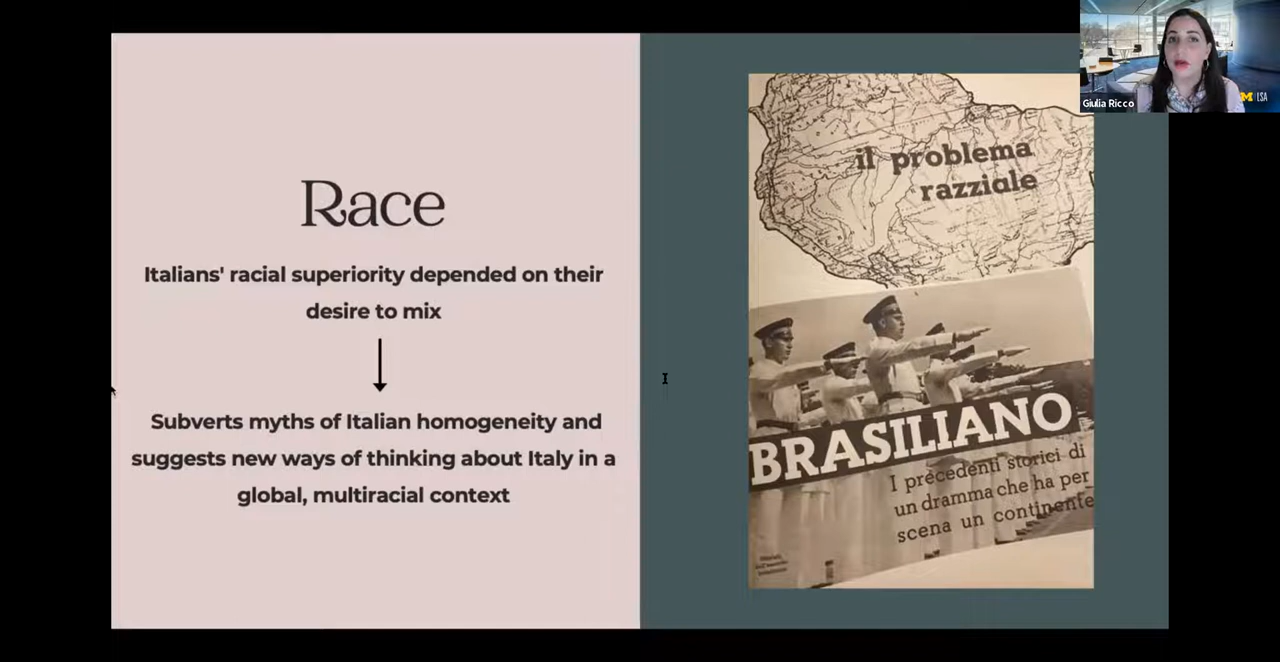 Race
Italians' racial superiority depended on their
desire to mix
Subverts myths of Italian homogeneity and
suggests new ways of thinking about Italy in a
global, multiracial context
il problema
razziale
BRASILIANO
I precedenti storici di
un dramma che ha per
scena un continente
Giulia Ricco
M LSA